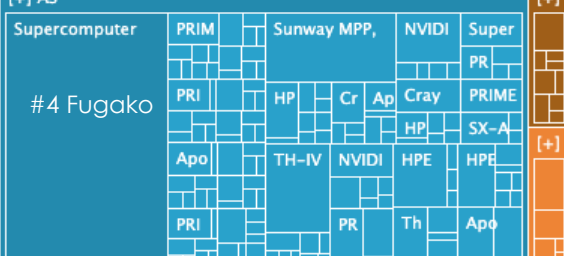 Supercomputer
#4 Fugako
PRIM
PRI
Apo
PRI
Sunway MPP,
HP
Cr
Ap
TH-IV
NVIDI
PR
NVIDI
Cray
HP
HPE
Th
Super
PR
PRIME
SX-A
HPE
Apo
[+]